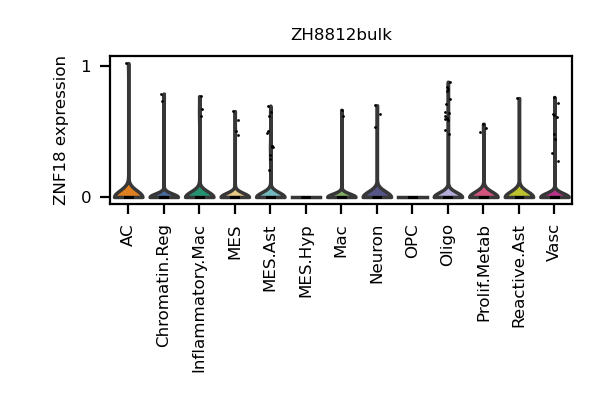 ZH8812bulk
ZNF18 expression
1
0
AC
Chromatin.Reg
Inflammatory.Mac
MES
MES.Ast
MES.Hyp
Mac
Neuron
OPC
Oligo
Prolif.Metab
Reactive.Ast
Vasc